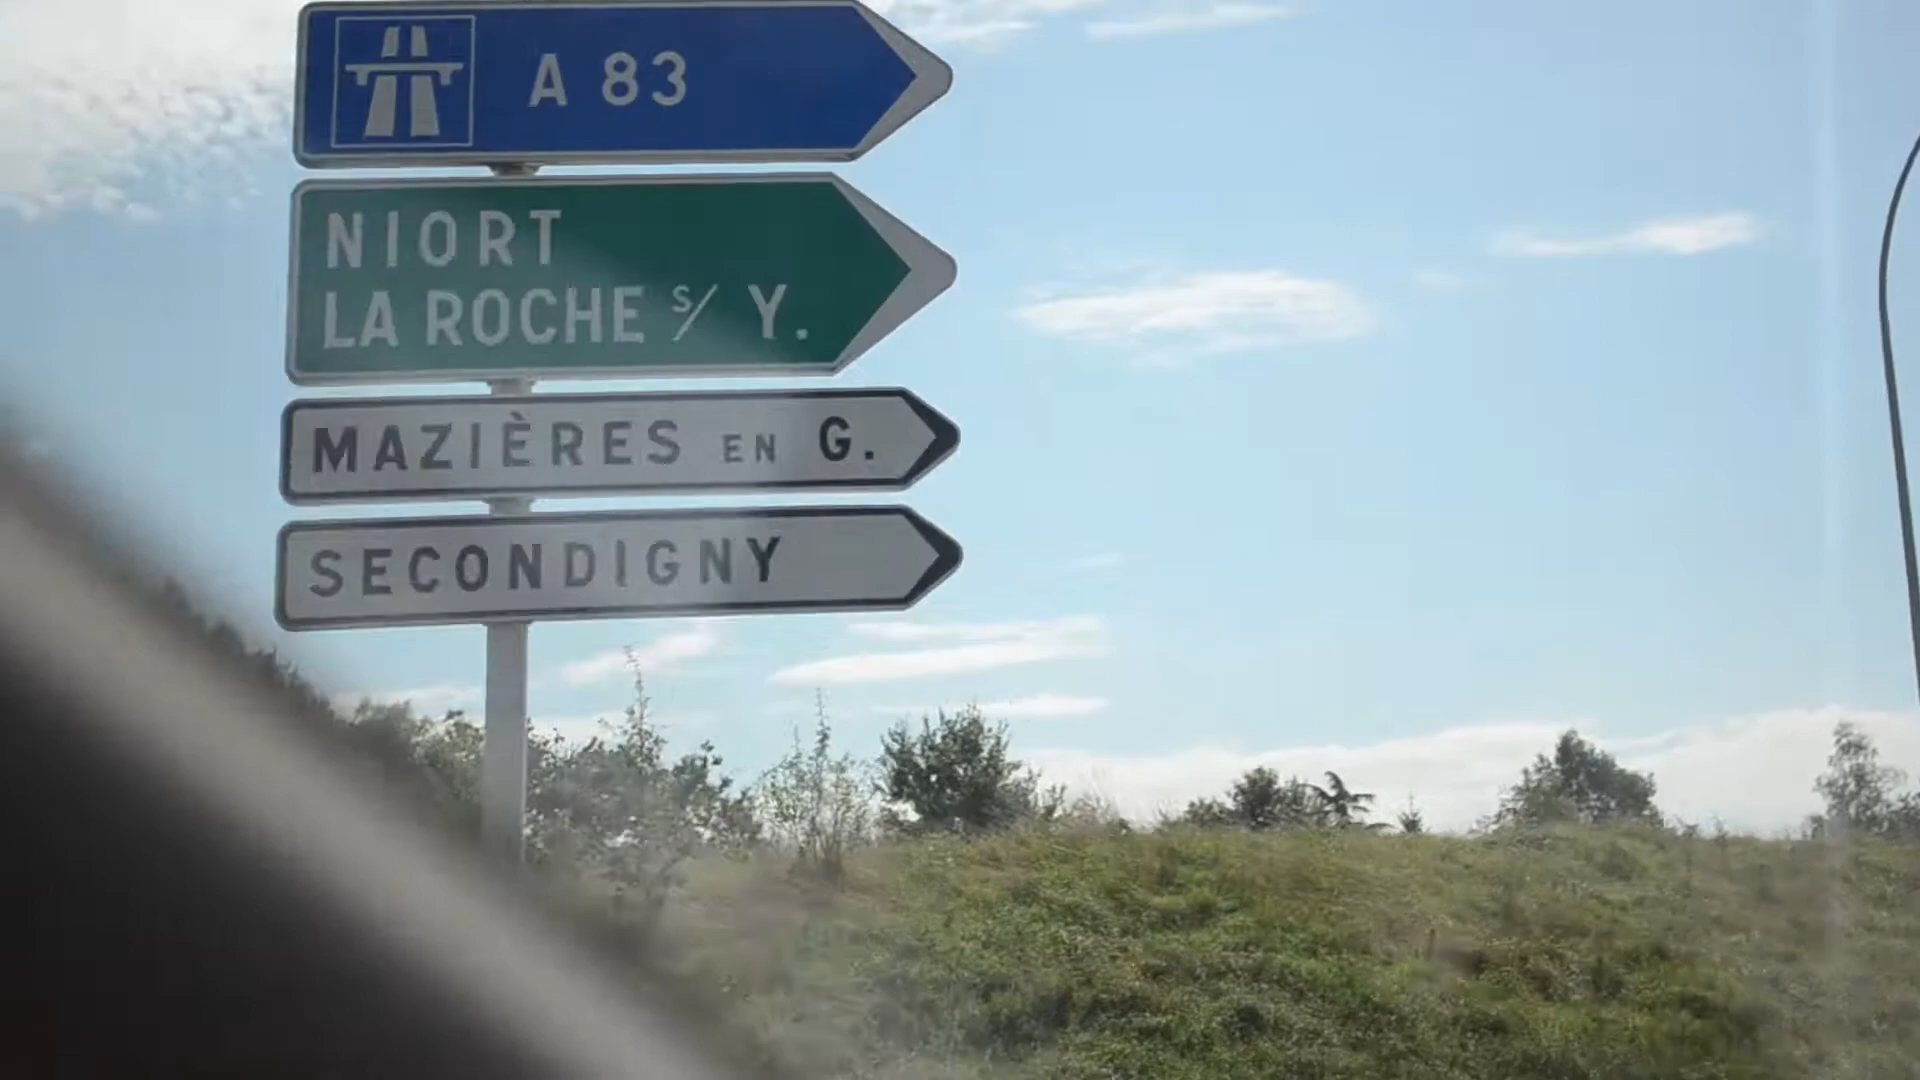 A 83
NIORT
LA ROCHE s/ Y.
MAZIÈRES EN G.
SECONDIGNY